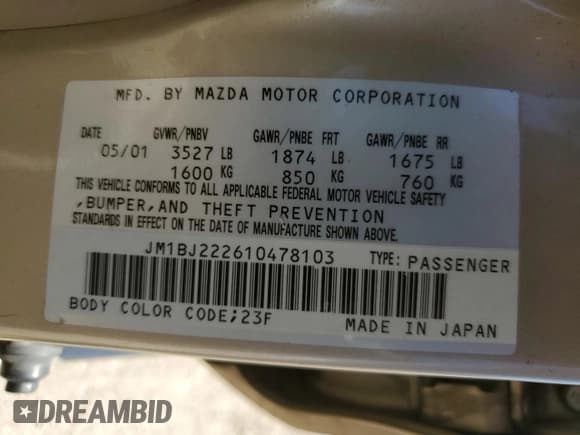 MFD. BY MAZDA MOTOR CORPORATION
DATE GVWR/PNBV GAWR/PNBE FRT GAWR/PNBE RR
05/01 3527 LB 1874 LB 1675 LB
1600 KG 850 KG 760 KG
THIS VEHICLE CONFORMS TO ALL APPLICABLE FEDERAL MOTOR VEHICLE SAFETY
,BUMPER,AND THEFT PREVENTION
STANDARDS IN EFFECT ON THE DATE OF MANUFACTURE SHOWN ABOVE.
JM1BJ222610478103 TYPE: PASSENGER
BODY COLOR CODE;23F MADE IN JAPAN
DREAMBID